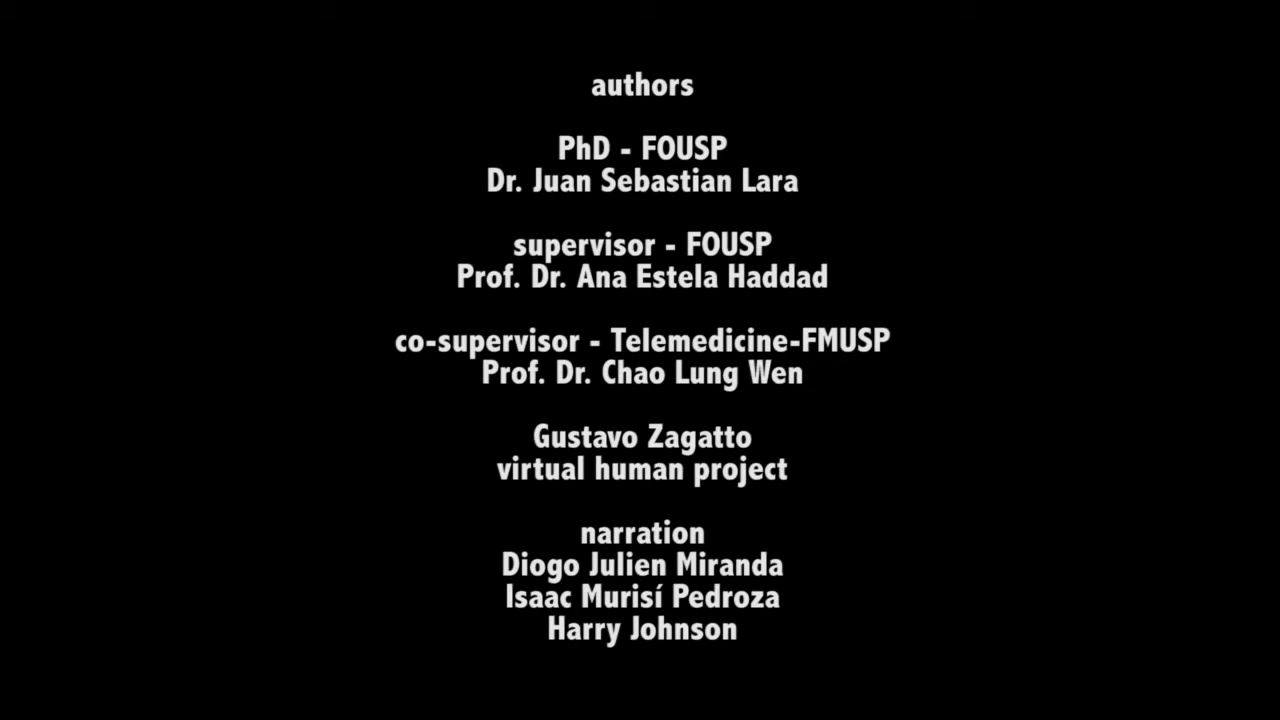 authors
PhD - FOUSP
Dr. Juan Sebastian Lara
supervisor - FOUSP
Prof. Dr. Ana Estela Haddad
co-supervisor - Telemedicine-FMUSP
Prof. Dr. Chao Lung Wen
Gustavo Zagatto
virtual human project
narration
Diogo Julien Miranda
Isaac Murisí Pedroza
Harry Johnson